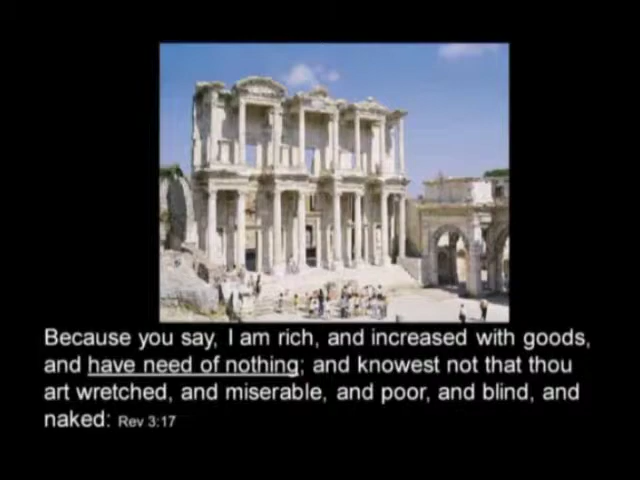 Because you say, I am rich, and increased with goods,
and have need of nothing; and knowest not that thou
art wretched, and miserable, and poor, and blind, and
naked: Rev 3:17